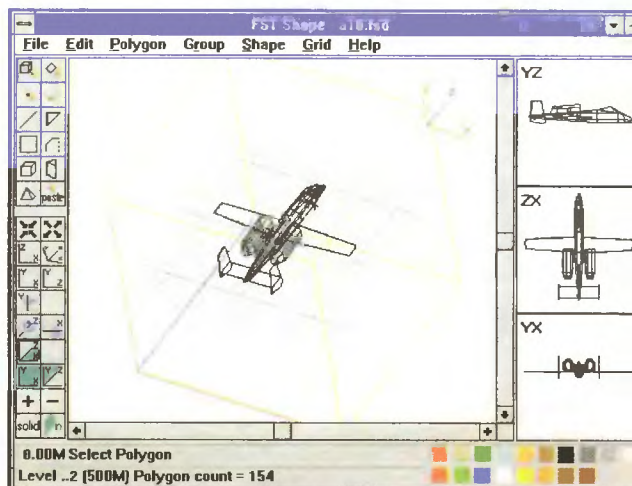 FST Shape a10.fsd
File Edit Polygon Group Shape Grid Help
YZ
ZX
YX
paste
solid
0.00M Select Polygon
Level ..2 (500M) Polygon count = 154